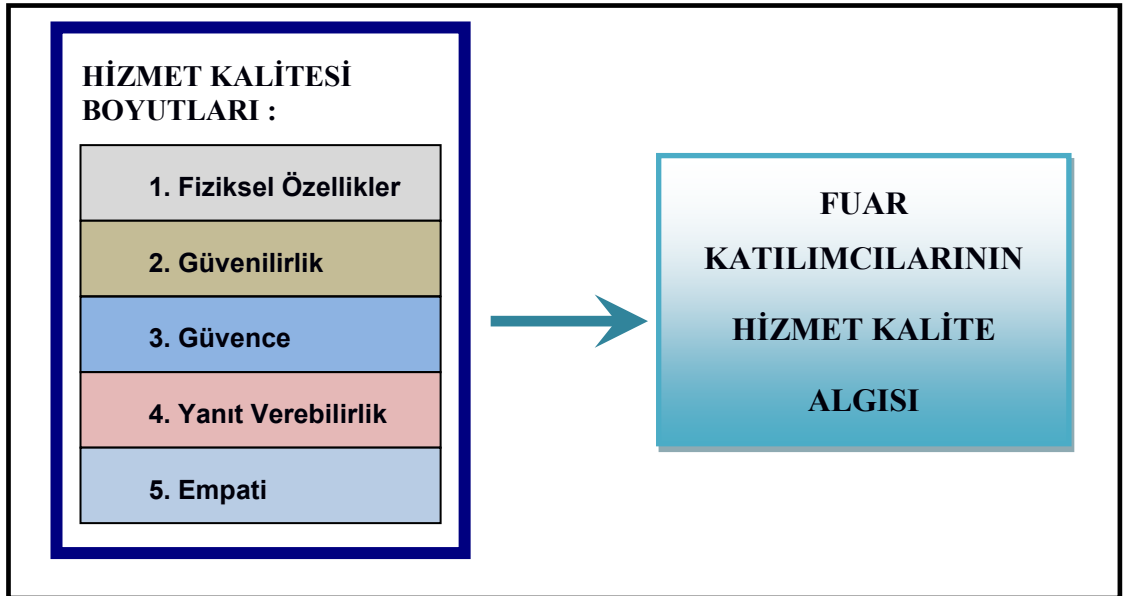 HİZMET KALİTESİ
BOYUTLARI :
1. Fiziksel Özellikler
2. Güvenilirlik
3. Güvence
4. Yanıt Verebilirlik
5. Empati
FUAR
KATILIMCILARININ
HİZMET KALİTE
ALGISI